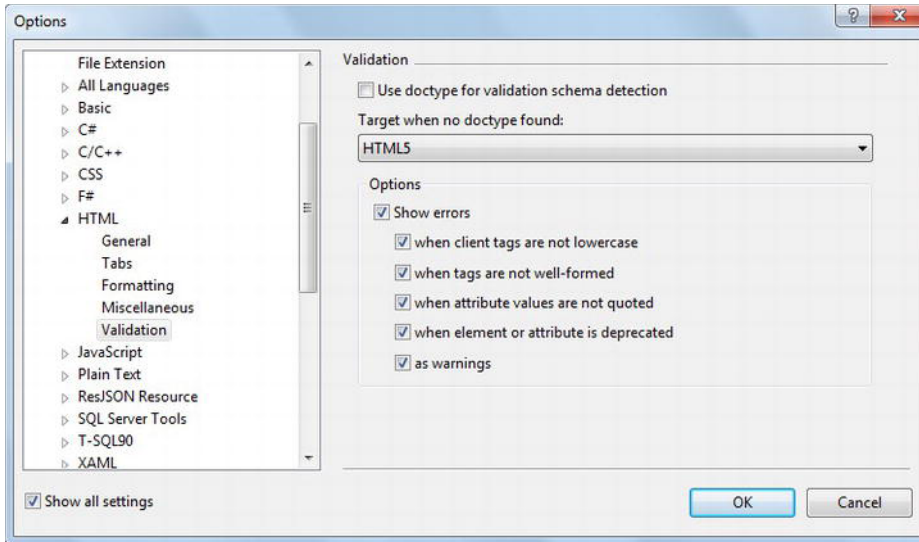 Options
File Extension
All Languages
Basic
C#
C/C++
CSS
F#
HTML
General
Tabs
Formatting
Miscellaneous
Validation
JavaScript
Plain Text
ResJSON Resource
SQL Server Tools
T-SQL90
XAML
Show all settings
Validation
Use doctype for validation schema detection
Target when no doctype found:
HTML5
Options
Show errors
when client tags are not lowercase
when tags are not well-formed
when attribute values are not quoted
when element or attribute is deprecated
as warnings
OK
Cancel